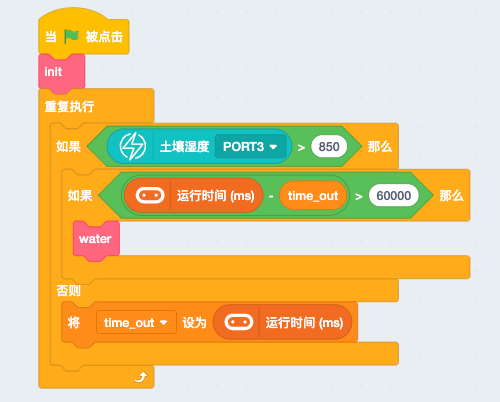 当 被点击
init
重复执行
如果 土壤湿度 PORT3 > 850 那么
如果 运行时间 (ms) - time_out > 60000 那么
water
否则
将 time_out 设为 运行时间 (ms)